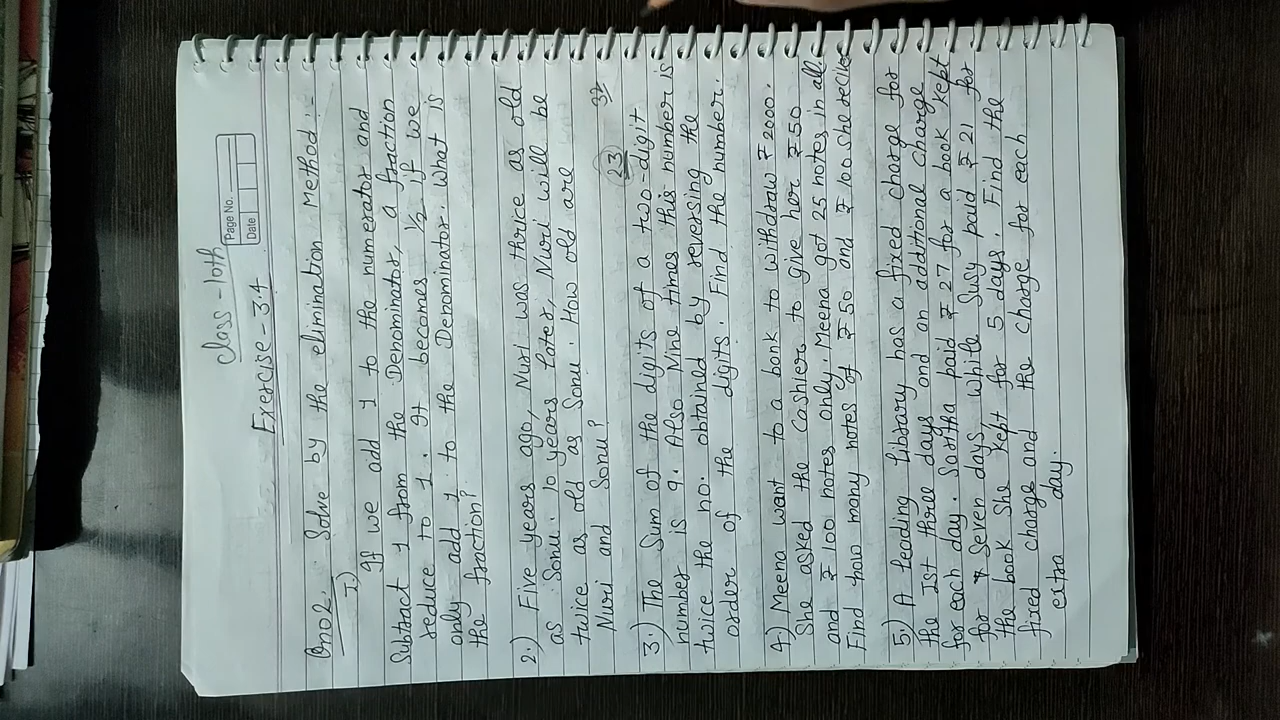 Class-10th
Page No.
Date
Exercise-3.4
Qno2. Solve by the elimination Method:-
I)
If we add 1 to the numerator and
Subtract 1 from the Denominator, a fraction
reduce to 1. It becomes 1/2 if we
only add 1 to the Denominator. What is
the fraction?
2.) Five years ago, Nuri was thrice as old
as Sonu. 10 years Later, Nuri will be
twice as old as Sonu. How old are
Nuri and Sonu?
23
3.) The Sum of the digits of a two-digit
number is 9. Also Nine times this number is
twice the no. obtained by reversing the
order of the digits. Find the number.
4) Meena want to a bank to withdraw ₹2000.
She asked the Cashier to give her ₹50
and ₹100 notes only. Meena got 25 notes in all.
Find how many notes of ₹50 and ₹100 she
5) A leading library has a fixed charge for
the Ist three days and an additional charge
for each day. Saritha paid ₹27 for a book kept
for Seven days, while Susy paid ₹21 for
the book She kept for 5 days. Find the
fixed charge and the charge for each
extra day.